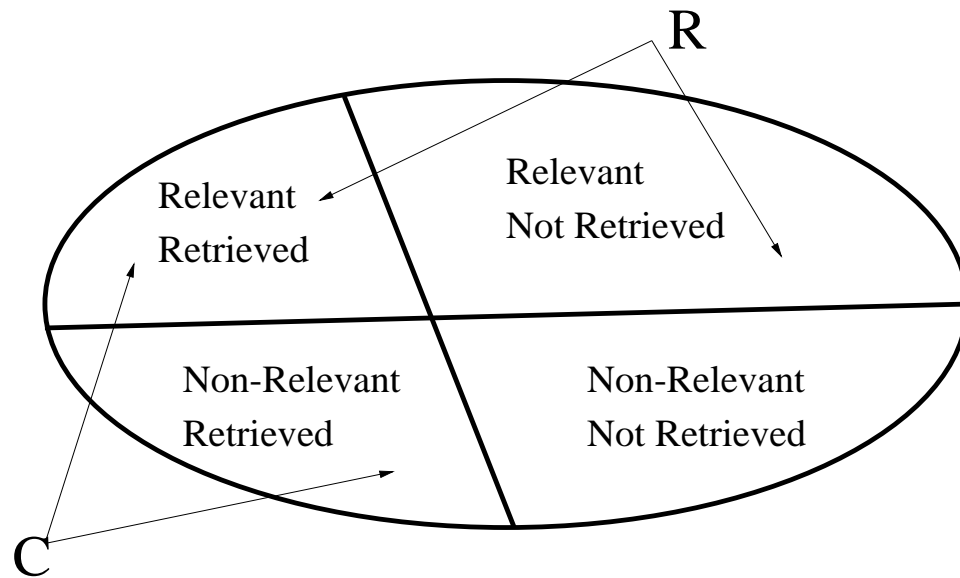 R
Relevant
Retrieved
Relevant
Not Retrieved
Non-Relevant
Retrieved
Non-Relevant
Not Retrieved
C